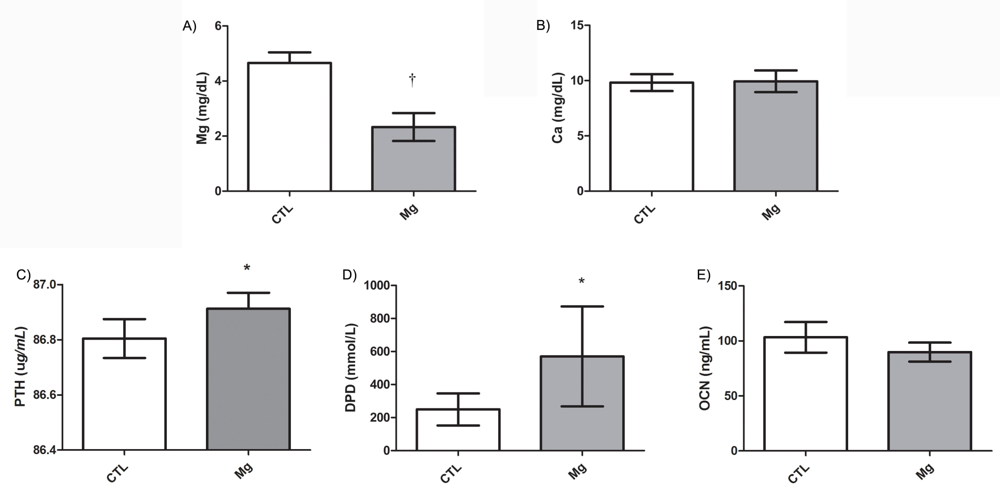 A)
Mg (mg/dL)
6
4
2
0
†
CTL
Mg
B)
Ca (mg/dL)
15
10
5
0
CTL
Mg
C)
PTH (ug/mL)
87.0
86.8
86.6
86.4
*
CTL
Mg
D)
DPD (mmol/L)
1000
800
600
400
200
0
*
CTL
Mg
E)
OCN (ng/mL)
150
100
50
0
CTL
Mg